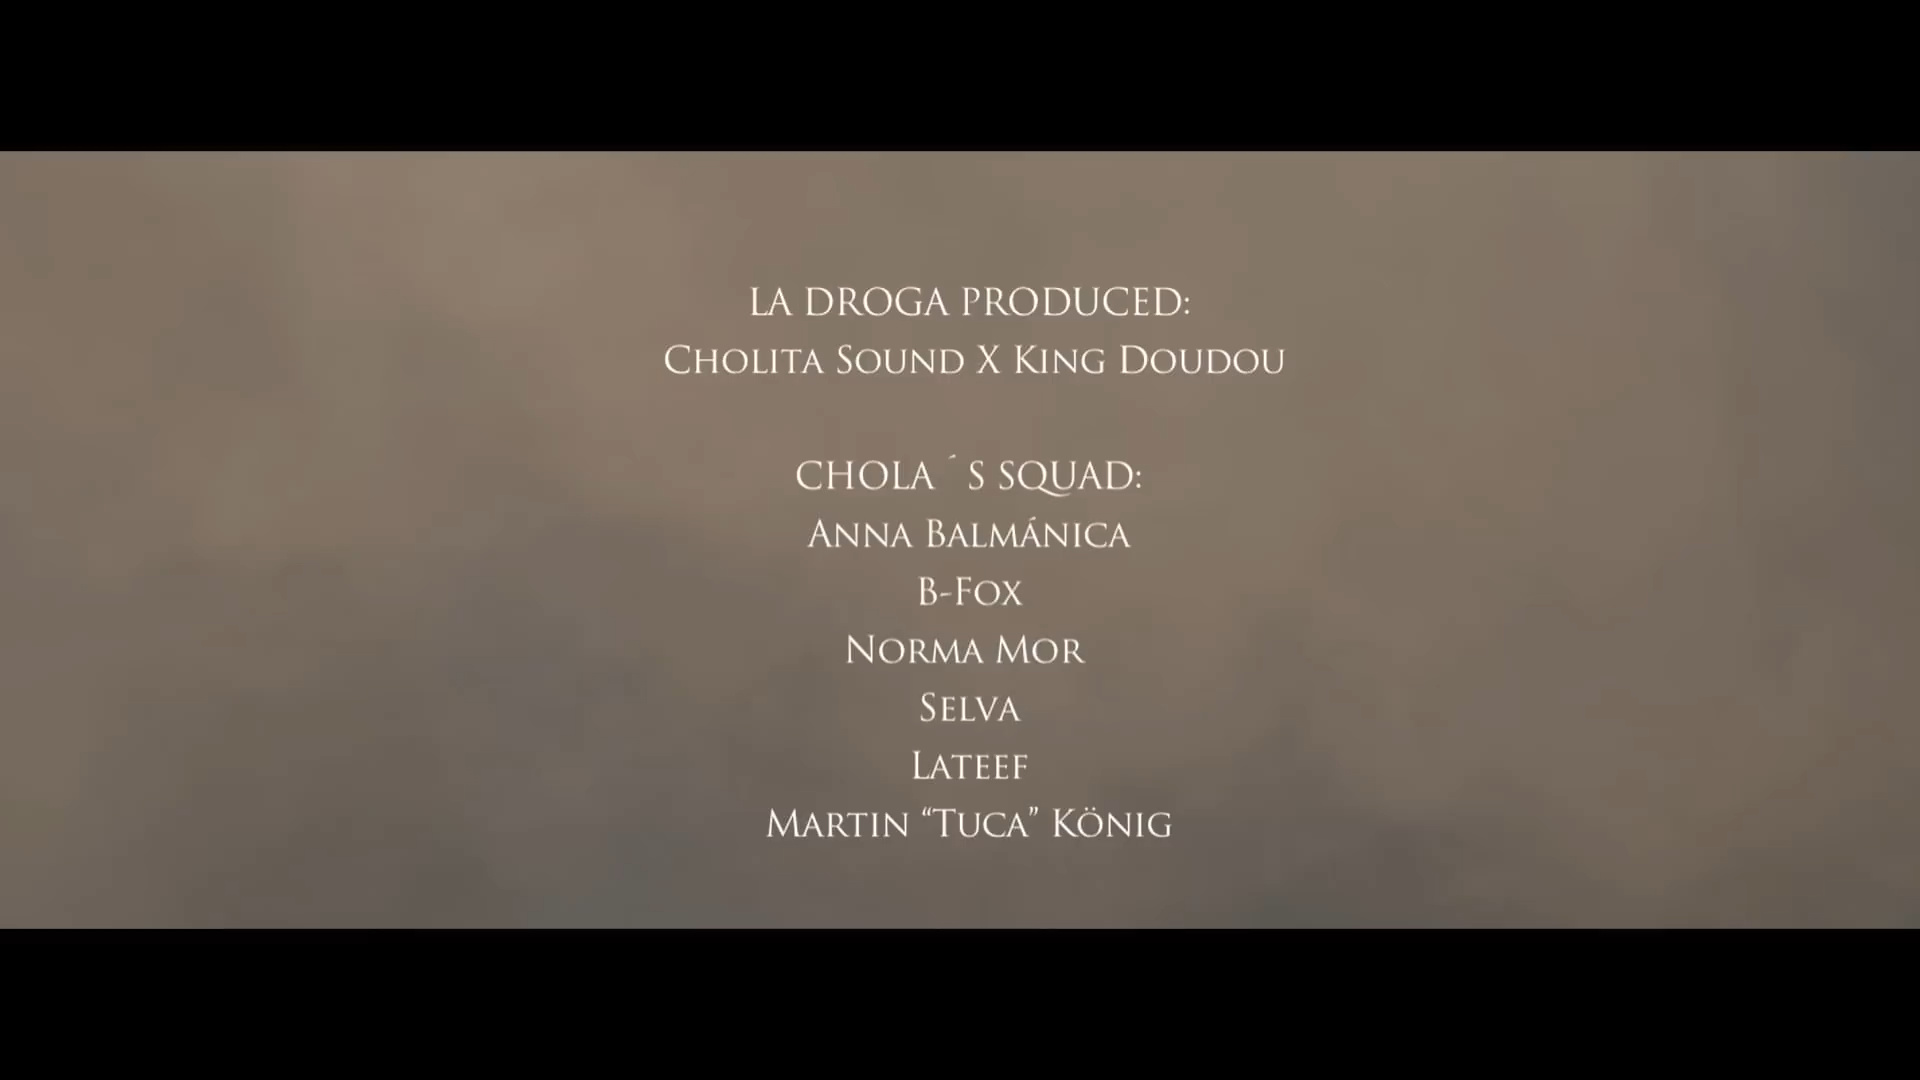 LA DROGA PRODUCED:
CHOLITA SOUND X KING DOUDOU
CHOLA´S SQUAD:
ANNA BALMÁNICA
B-FOX
NORMA MOR
SELVA
LATEEF
MARTIN “TUCA” KÖNIG